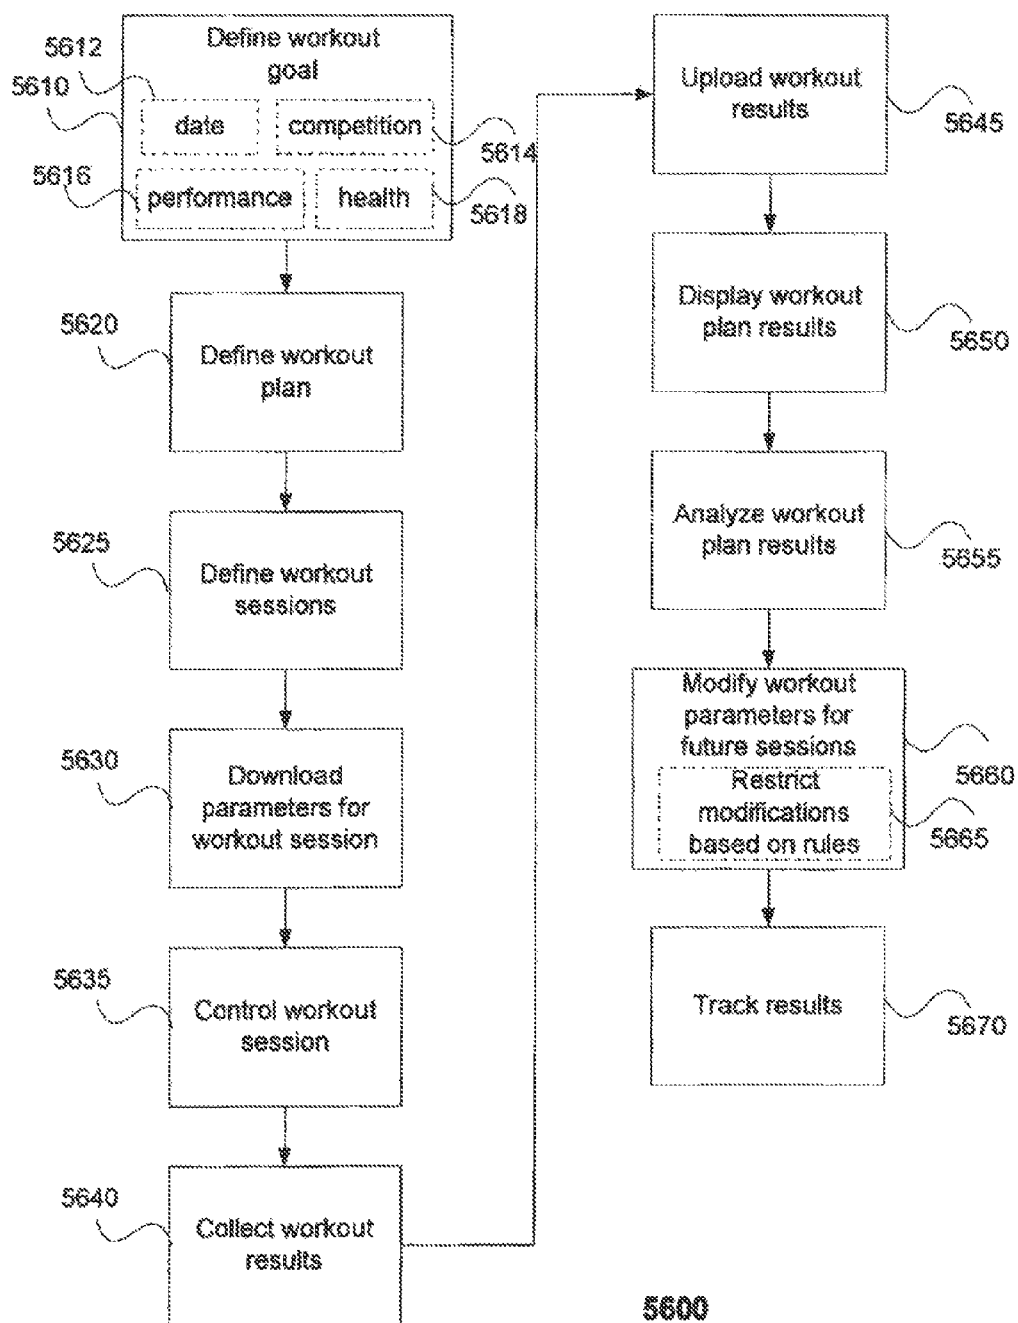 5612
5610
Define workout
goal
date
competition
5614
5616
performance
health
5618
5620
Define workout
plan
5625
Define workout
sessions
5630
Download
parameters for
workout session
5635
Control workout
session
5640
Collect workout
results
Upload workout
results
5645
Display workout
plan results
5650
Analyze workout
plan results
5655
Modify workout
parameters for
future sessions
5660
Restrict
modifications
based on rules
5665
Track results
5670
5600